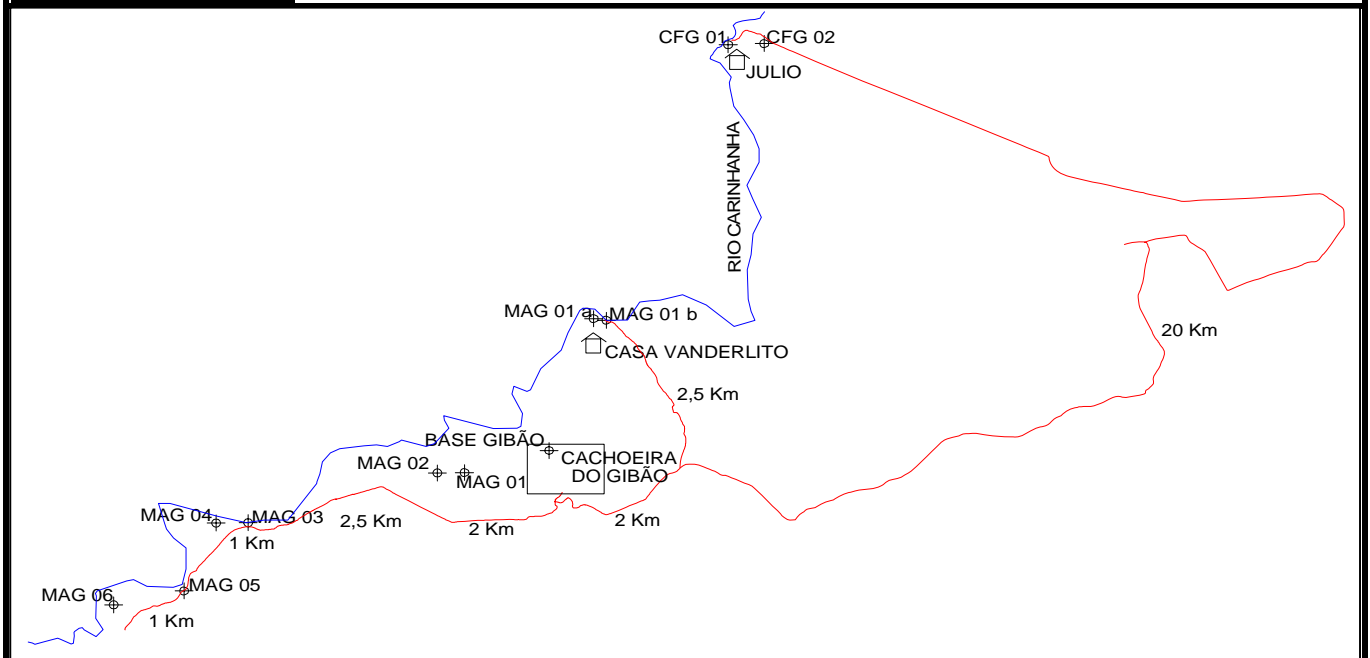 CFG 01
CFG 02
JULIO
RIO CARINHANHA
MAG 01 a
MAG 01 b
20 Km
CASA VANDERLITO
2,5 Km
BASE GIBÃO
CACHOEIRA
DO GIBÃO
MAG 02
MAG 01
MAG 04
MAG 03
2,5 Km
2 Km
2 Km
1 Km
MAG 05
MAG 06
1 Km